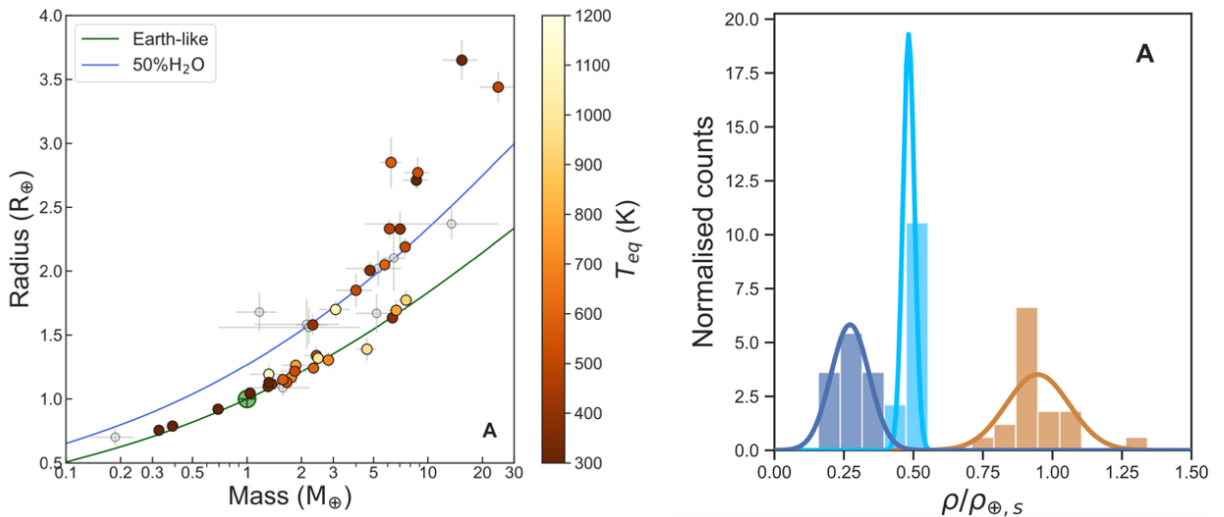 4.0
3.5
3.0
2.5
2.0
1.5
1.0
0.5
Radius (R⊕)
Earth-like
50%H₂O
A
0.1 0.2 0.3 1 2 3 5 10 20 30
Mass (M⊕)
1200
1100
1000
900
800
700
600
500
400
300
T_eq (K)
20.0
17.5
15.0
12.5
10.0
7.5
5.0
2.5
0.0
Normalised counts
A
0.00 0.25 0.50 0.75 1.00 1.25 1.50
ρ/ρ⊕,s